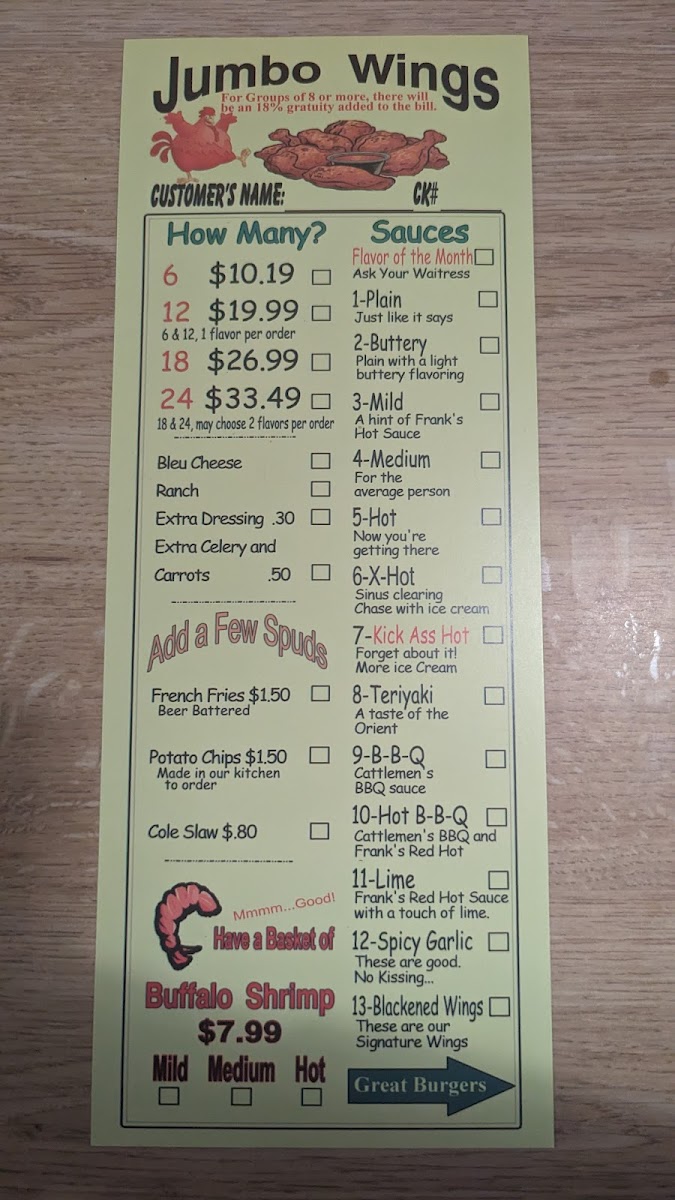 Jumbo Wings
For Groups of 8 or more, there will
be an 18% gratuity added to the bill.
CUSTOMER'S NAME: CK#
How Many?
6 $10.19
12 $19.99
6 & 12, 1 flavor per order
18 $26.99
24 $33.49
18 & 24, may choose 2 flavors per order
Bleu Cheese
Ranch
Extra Dressing .30
Extra Celery and
Carrots .50
Add a Few Spuds
French Fries $1.50
Beer Battered
Potato Chips $1.50
Made in our kitchen
to order
Cole Slaw $.80
Mmmm...Good!
Have a Basket of
Buffalo Shrimp
$7.99
Mild Medium Hot
Sauces
Flavor of the Month
Ask Your Waitress
1-Plain
Just like it says
2-Buttery
Plain with a light
buttery flavoring
3-Mild
A hint of Frank's
Hot Sauce
4-Medium
For the
average person
5-Hot
Now you're
getting there
6-X-Hot
Sinus clearing
Chase with ice cream
7-Kick Ass Hot
Forget about it!
More ice Cream
8-Teriyaki
A taste of the
Orient
9-B-B-Q
Cattlemen's
BBQ sauce
10-Hot B-B-Q
Cattlemen's BBQ and
Frank's Red Hot
11-Lime
Frank's Red Hot Sauce
with a touch of lime.
12-Spicy Garlic
These are good.
No Kissing...
13-Blackened Wings
These are our
Signature Wings
Great Burgers